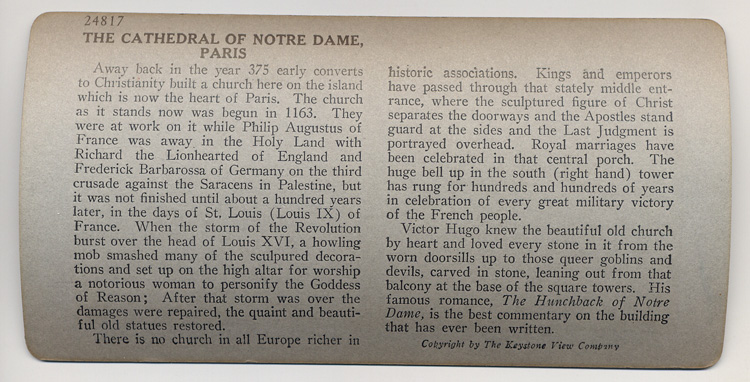 24817
THE CATHEDRAL OF NOTRE DAME,
PARIS
Away back in the year 375 early converts
to Christianity built a church here on the island
which is now the heart of Paris. The church
as it stands now was begun in 1163. They
were at work on it while Philip Augustus of
France was away in the Holy Land with
Richard the Lionhearted of England and
Frederick Barbarossa of Germany on the third
crusade against the Saracens in Palestine, but
it was not finished until about a hundred years
later, in the days of St. Louis (Louis IX) of
France. When the storm of the Revolution
burst over the head of Louis XVI, a howling
mob smashed many of the sculpured decora-
tions and set up on the high altar for worship
a notorious woman to personify the Goddess
of Reason; After that storm was over the
damages were repaired, the quaint and beauti-
ful old statues restored.
There is no church in all Europe richer in
historic associations. Kings and emperors
have passed through that stately middle ent-
rance, where the sculptured figure of Christ
separates the doorways and the Apostles stand
guard at the sides and the Last Judgment is
portrayed overhead. Royal marriages have
been celebrated in that central porch. The
huge bell up in the south (right hand) tower
has rung for hundreds and hundreds of years
in celebration of every great military victory
of the French people.
Victor Hugo knew the beautiful old church
by heart and loved every stone in it from the
worn doorsills up to those queer goblins and
devils, carved in stone, leaning out from that
balcony at the base of the square towers. His
famous romance, The Hunchback of Notre
Dame, is the best commentary on the building
that has ever been written.
Copyright by The Keystone View Company